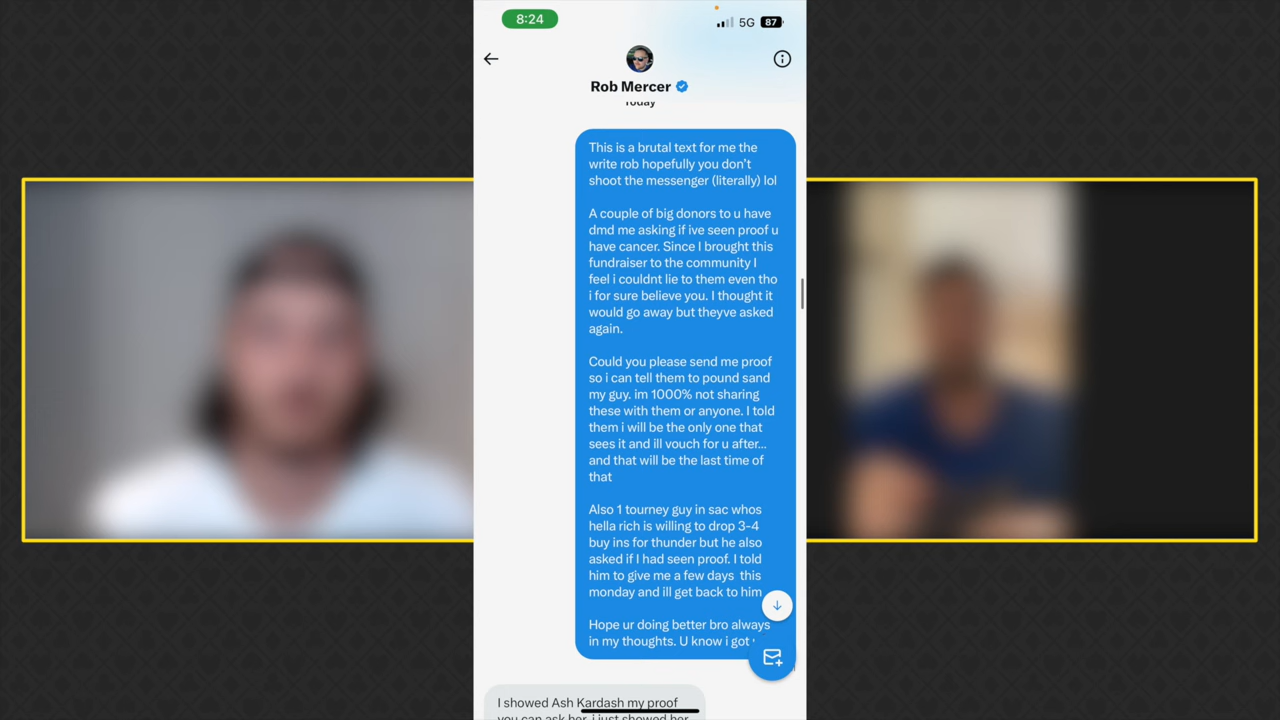 8:24
5G
87
Rob Mercer
Today
This is a brutal text for me the
write rob hopefully you don't
shoot the messenger (literally) lol
A couple of big donors to u have
dmd me asking if ive seen proof u
have cancer. Since I brought this
fundraiser to the community I
feel i couldnt lie to them even tho
i for sure believe you. I thought it
would go away but theyve asked
again.
Could you please send me proof
so i can tell them to pound sand
my guy. im 1000% not sharing
these with them or anyone. I told
them i will be the only one that
sees it and ill vouch for u after...
and that will be the last time of
that
Also 1 tourney guy in sac whos
hella rich is willing to drop 3-4
buy ins for thunder but he also
asked if I had seen proof. I told
him to give me a few days this
monday and ill get back to him
Hope ur doing better bro always
in my thoughts. U know i got
I showed Ash Kardash my proof
you can ask her, i just showed her